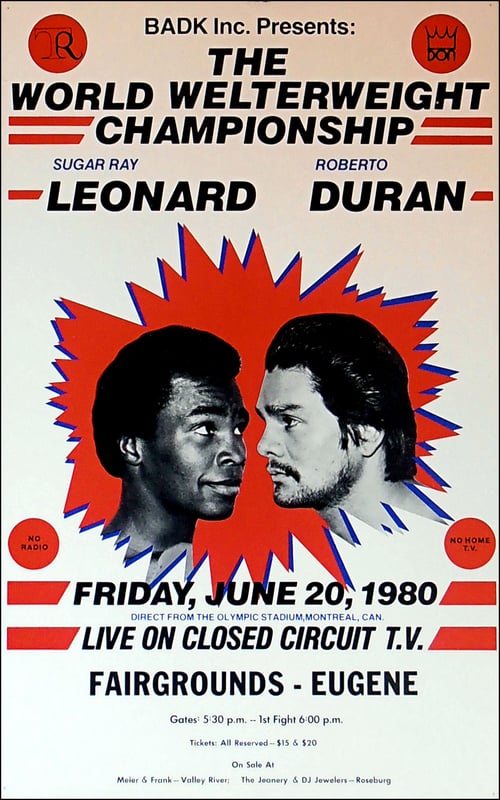 BADK Inc. Presents:
TR
DON
THE
WORLD WELTERWEIGHT
CHAMPIONSHIP
SUGAR RAY
LEONARD
ROBERTO
DURAN
NO
RADIO
NO HOME
T.V.
FRIDAY, JUNE 20, 1980
DIRECT FROM THE OLYMPIC STADIUM,MONTREAL, CAN.
LIVE ON CLOSED CIRCUIT T.V.
FAIRGROUNDS - EUGENE
Gates: 5:30 p.m. -- 1st Fight 6:00 p.m.
Tickets: All Reserved -- $15 & $20
On Sale At
Meier & Frank -- Valley River; The Jeanery & DJ Jewelers -- Roseburg